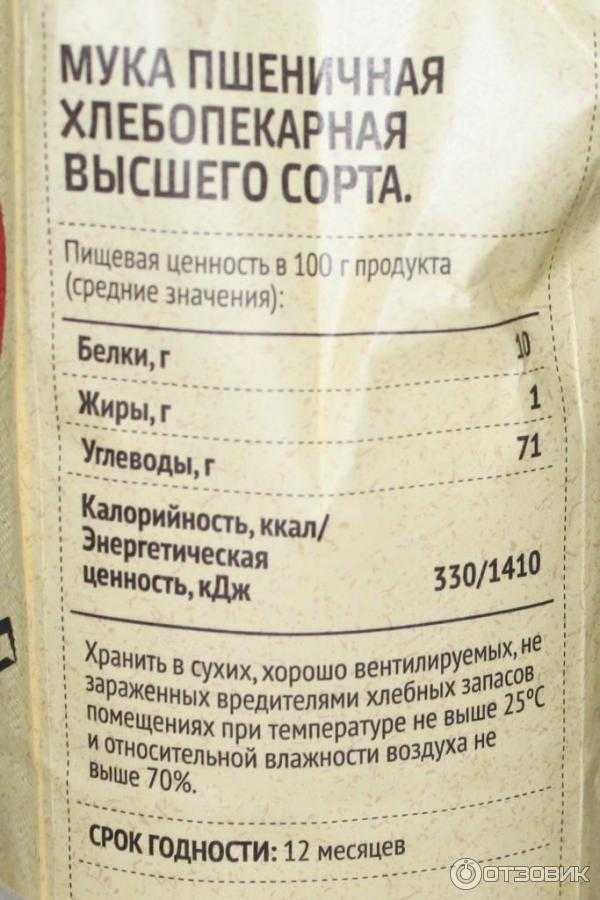 МУКА ПШЕНИЧНАЯ
ХЛЕБОПЕКАРНАЯ
ВЫСШЕГО СОРТА.
Пищевая ценность в 100 г продукта
(средние значения):
Белки, г 10
Жиры, г 1
Углеводы, г 71
Калорийность, ккал/
Энергетическая
ценность, кДж 330/1410
Хранить в сухих, хорошо вентилируемых, не
зараженных вредителями хлебных запасов
помещениях при температуре не выше 25°C
и относительной влажности воздуха не
выше 70%.
СРОК ГОДНОСТИ: 12 месяцев
ОТЗОВИК